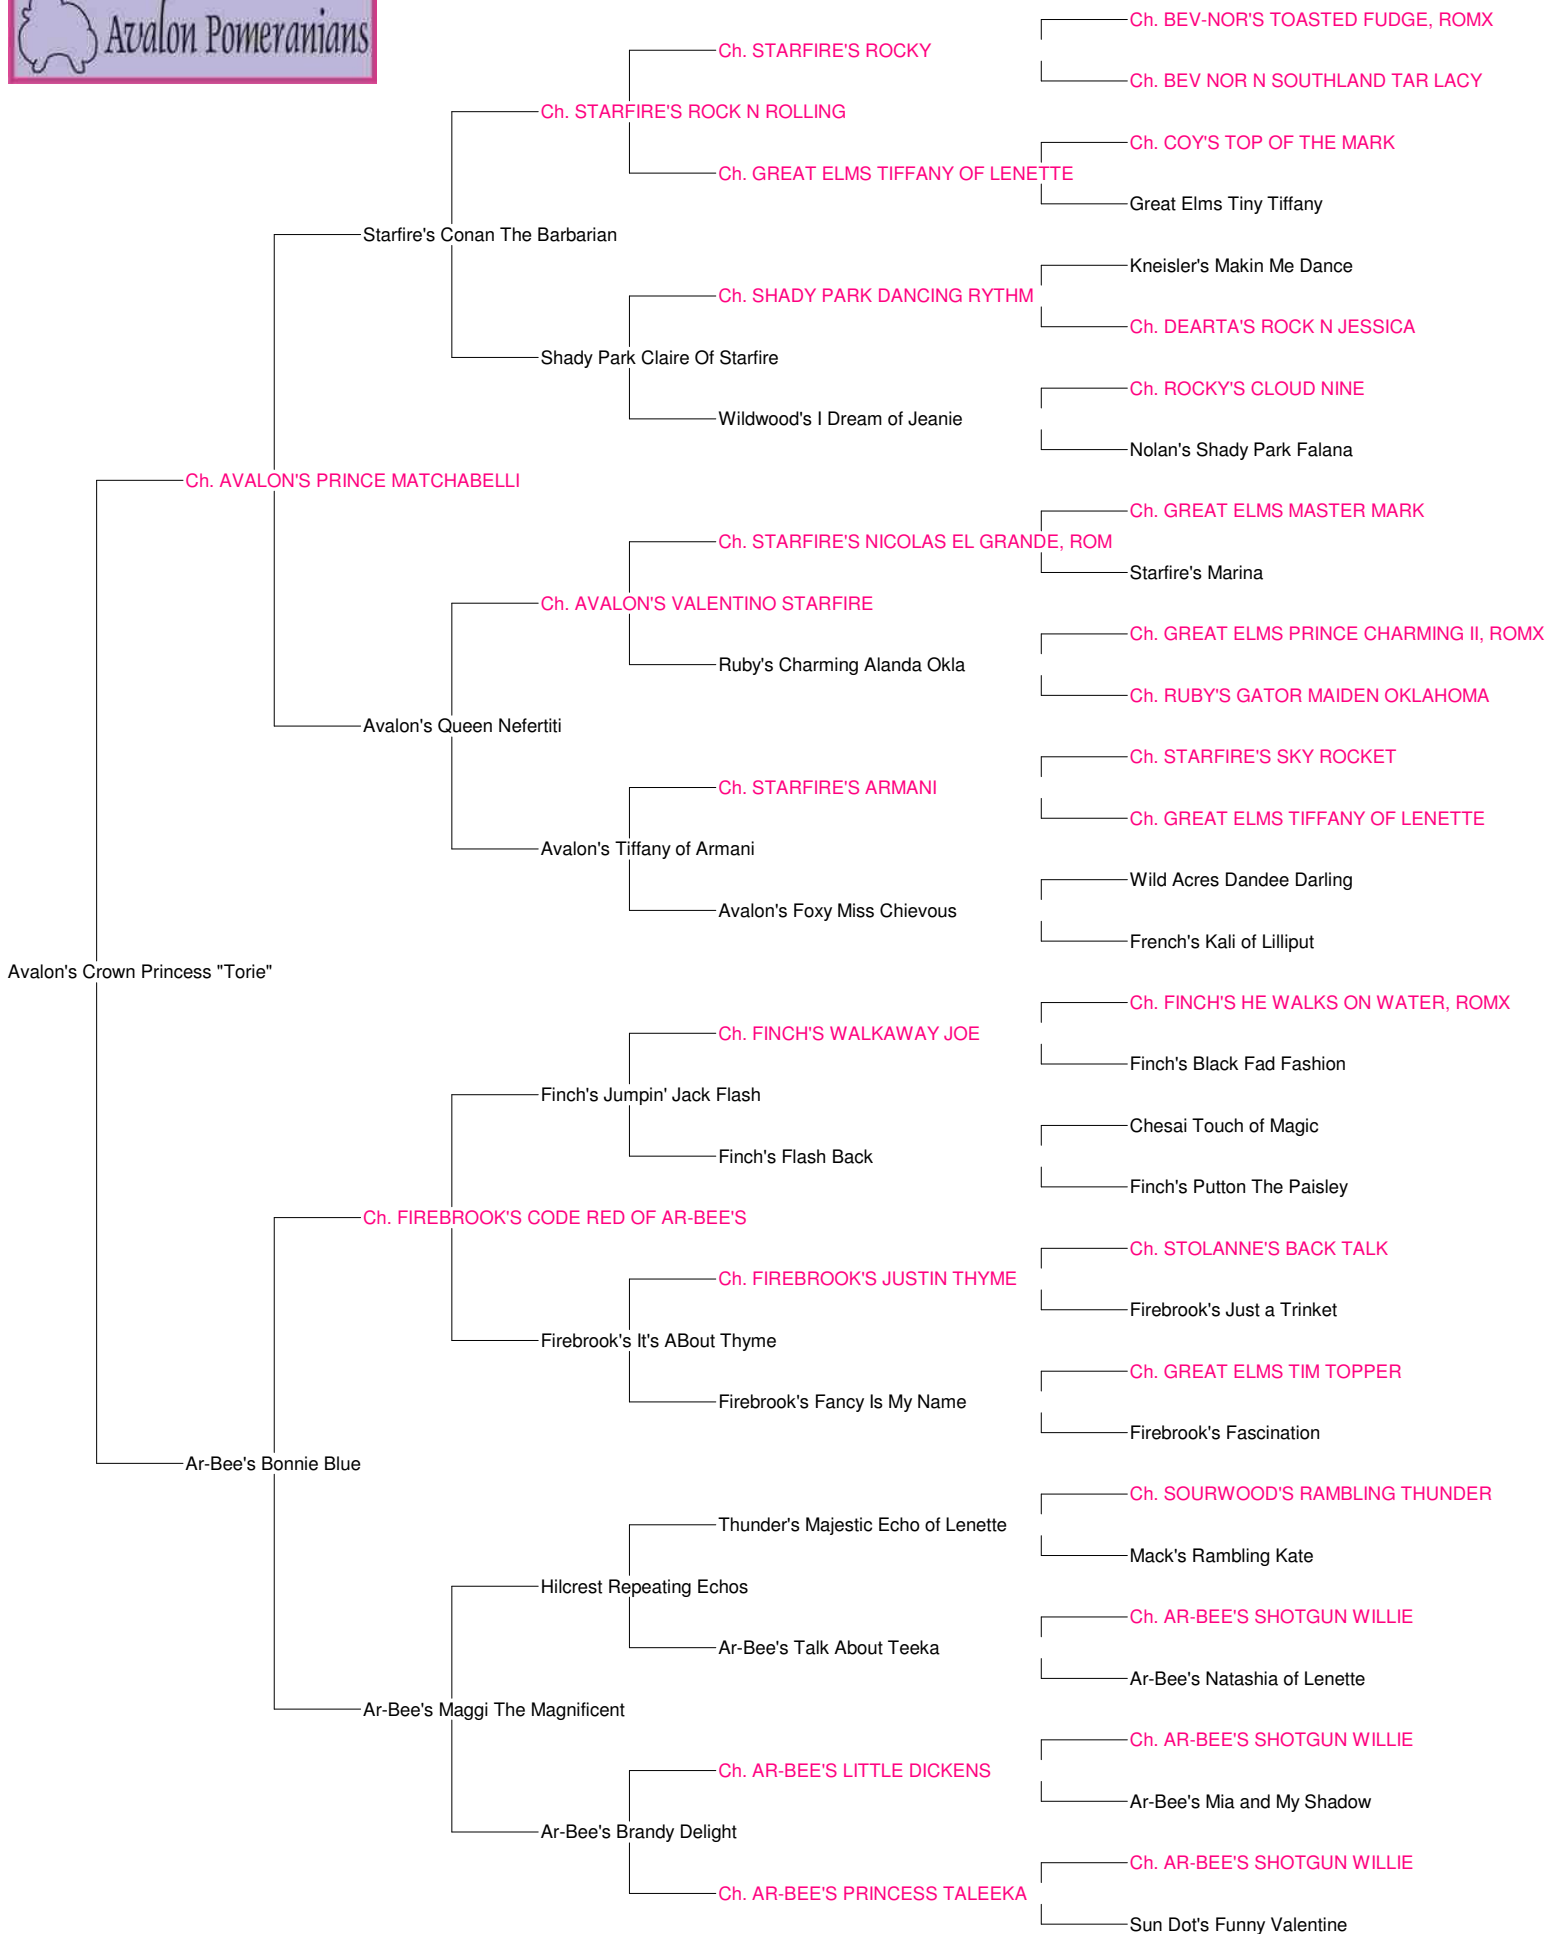 Avalon Pomeranians
Ch. BEV-NOR'S TOASTED FUDGE, ROMX
Ch. STARFIRE'S ROCKY
Ch. BEV NOR N SOUTHLAND TAR LACY
Ch. STARFIRE'S ROCK N ROLLING
Ch. COY'S TOP OF THE MARK
Ch. GREAT ELMS TIFFANY OF LENETTE
Great Elms Tiny Tiffany
Starfire's Conan The Barbarian
Kneisler's Makin Me Dance
Ch. SHADY PARK DANCING RYTHM
Ch. DEARTA'S ROCK N JESSICA
Shady Park Claire Of Starfire
Ch. ROCKY'S CLOUD NINE
Wildwood's I Dream of Jeanie
Nolan's Shady Park Falana
Ch. AVALON'S PRINCE MATCHABELLI
Ch. GREAT ELMS MASTER MARK
Ch. STARFIRE'S NICOLAS EL GRANDE, ROM
Starfire's Marina
Ch. AVALON'S VALENTINO STARFIRE
Ch. GREAT ELMS PRINCE CHARMING II, ROMX
Ruby's Charming Alanda Okla
Ch. RUBY'S GATOR MAIDEN OKLAHOMA
Avalon's Queen Nefertiti
Ch. STARFIRE'S SKY ROCKET
Ch. STARFIRE'S ARMANI
Ch. GREAT ELMS TIFFANY OF LENETTE
Avalon's Tiffany of Armani
Wild Acres Dandee Darling
Avalon's Foxy Miss Chievous
French's Kali of Lilliput
Avalon's Crown Princess "Torie"
Ch. FINCH'S HE WALKS ON WATER, ROMX
Ch. FINCH'S WALKAWAY JOE
Finch's Black Fad Fashion
Finch's Jumpin' Jack Flash
Chesai Touch of Magic
Finch's Flash Back
Finch's Putton The Paisley
Ch. FIREBROOK'S CODE RED OF AR-BEE'S
Ch. STOLANNE'S BACK TALK
Ch. FIREBROOK'S JUSTIN THYME
Firebrook's Just a Trinket
Firebrook's It's ABout Thyme
Ch. GREAT ELMS TIM TOPPER
Firebrook's Fancy Is My Name
Firebrook's Fascination
Ar-Bee's Bonnie Blue
Ch. SOURWOOD'S RAMBLING THUNDER
Thunder's Majestic Echo of Lenette
Mack's Rambling Kate
Hilcrest Repeating Echos
Ch. AR-BEE'S SHOTGUN WILLIE
Ar-Bee's Talk About Teeka
Ar-Bee's Natashia of Lenette
Ar-Bee's Maggi The Magnificent
Ch. AR-BEE'S SHOTGUN WILLIE
Ch. AR-BEE'S LITTLE DICKENS
Ar-Bee's Mia and My Shadow
Ar-Bee's Brandy Delight
Ch. AR-BEE'S SHOTGUN WILLIE
Ch. AR-BEE'S PRINCESS TALEEKA
Sun Dot's Funny Valentine